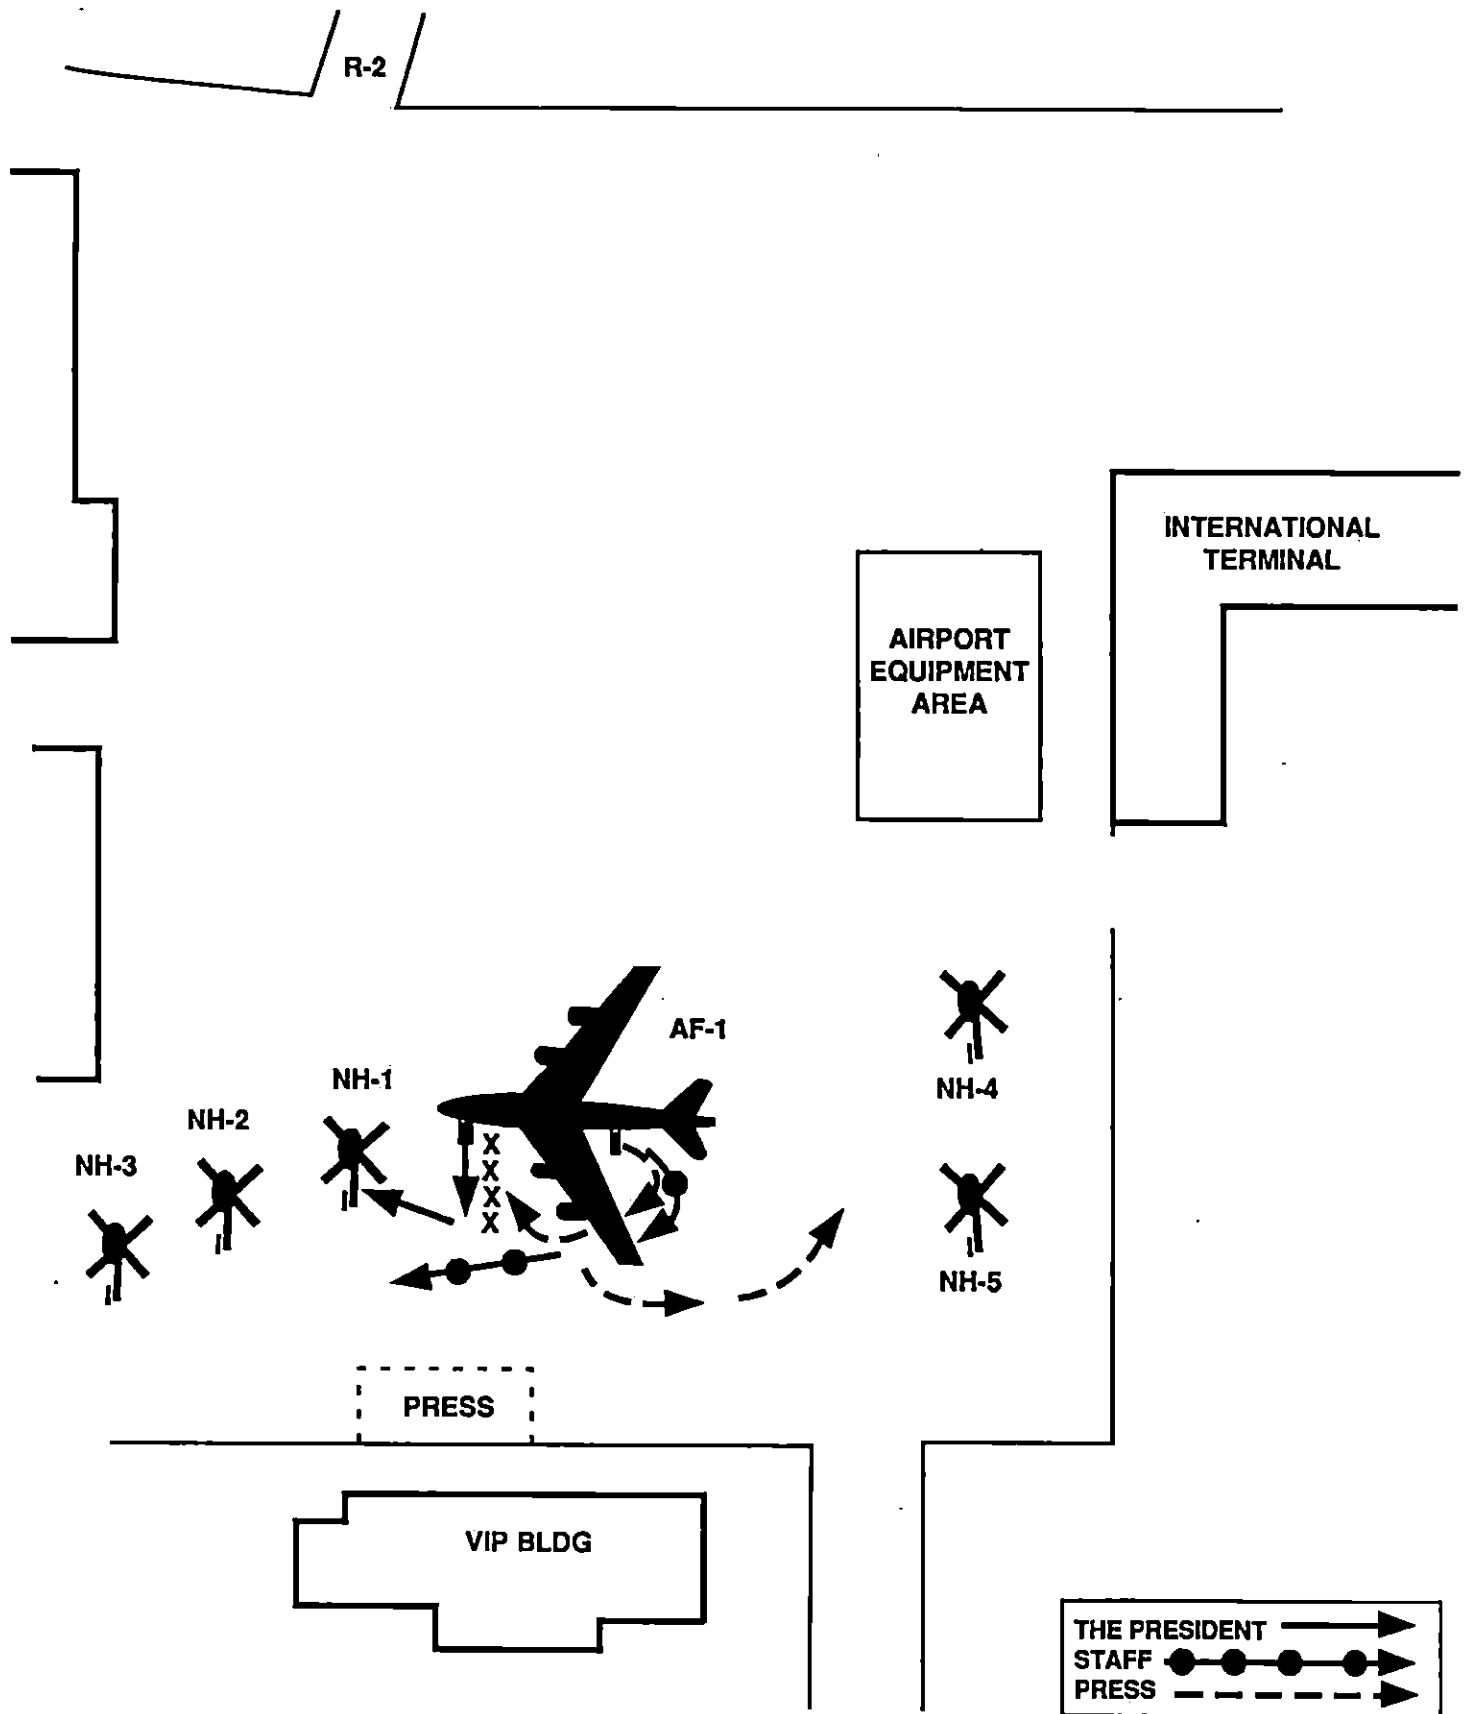 R-2
INTERNATIONAL
TERMINAL
AIRPORT
EQUIPMENT
AREA
AF-1
NH-1
NH-4
NH-2
NH-3
X
X
X
X
NH-5
PRESS
VIP BLDG
THE PRESIDENT
STAFF
PRESS